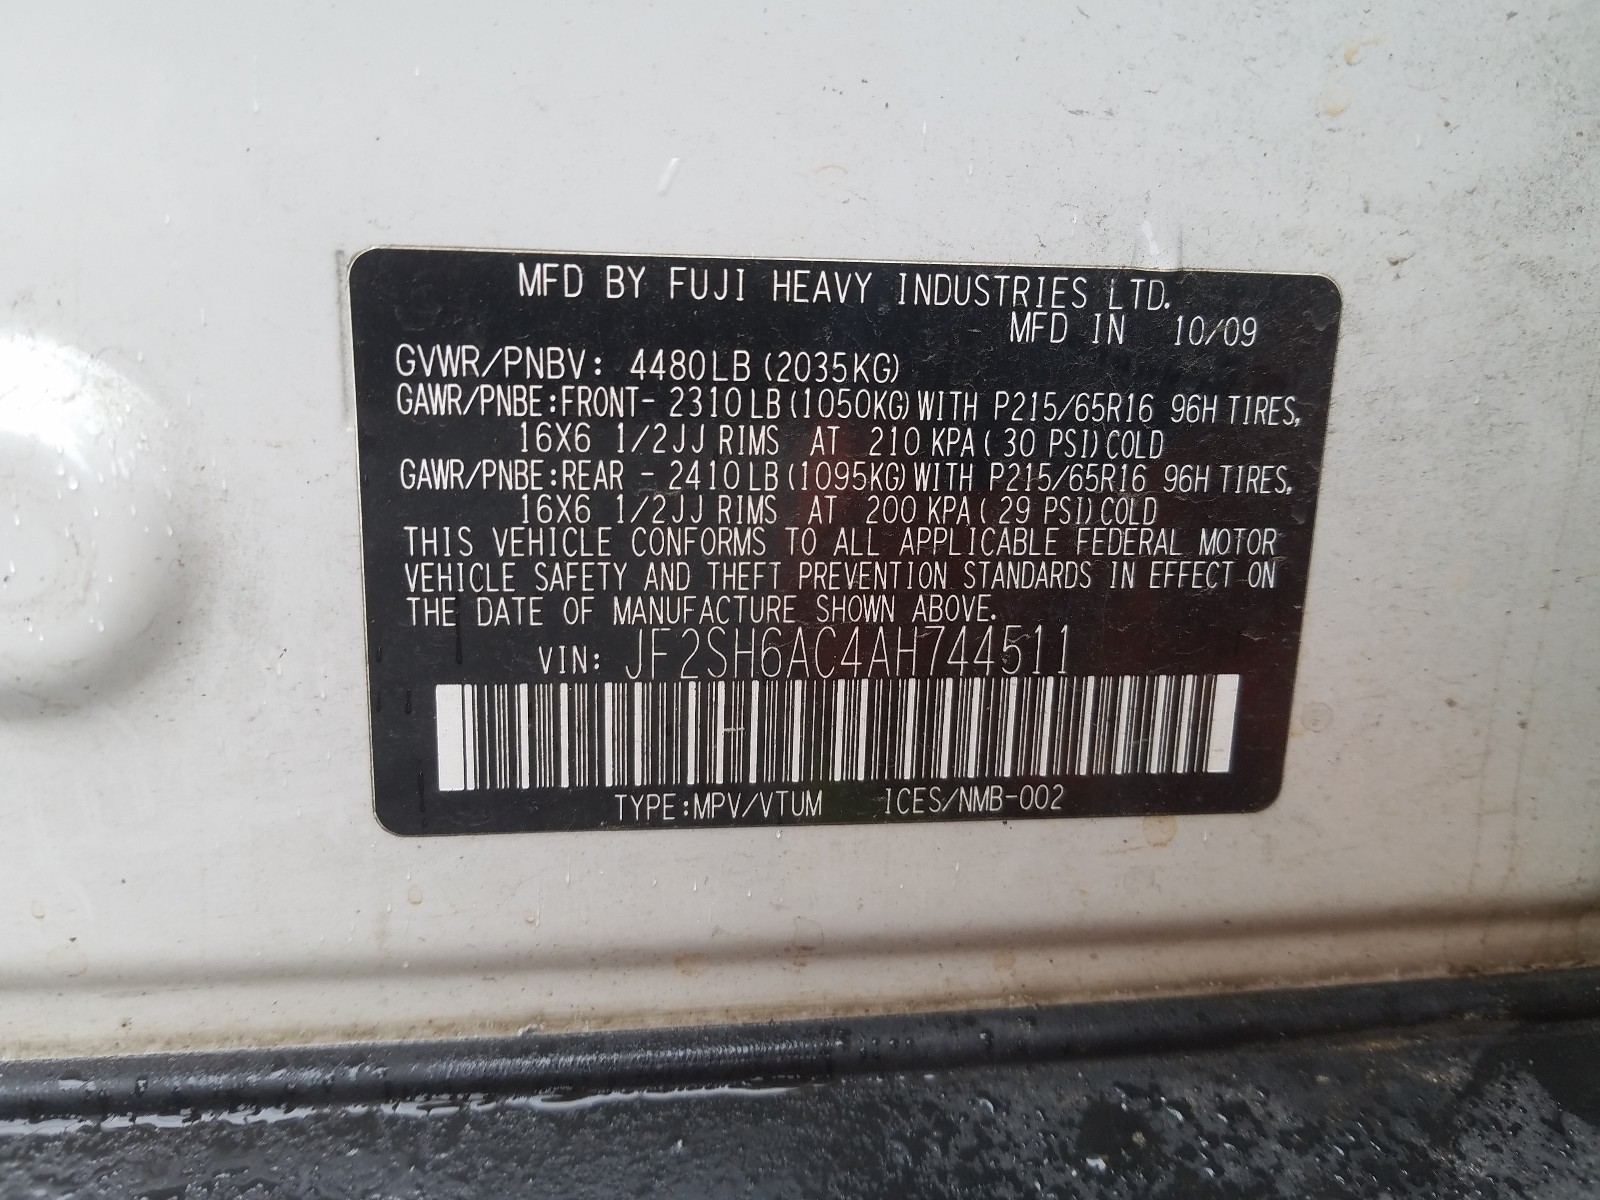 MFD BY FUJI HEAVY INDUSTRIES LTD.
MFD IN 10/09
GVWR/PNBV: 4480LB (2035KG)
GAWR/PNBE:FRONT- 2310LB (1050KG) WITH P215/65R16 96H TIRES,
16X6 1/2JJ RIMS AT 210 KPA ( 30 PSI) COLD
GAWR/PNBE:REAR - 2410LB (1095KG) WITH P215/65R16 96H TIRES,
16X6 1/2JJ RIMS AT 200 KPA ( 29 PSI) COLD
THIS VEHICLE CONFORMS TO ALL APPLICABLE FEDERAL MOTOR
VEHICLE SAFETY AND THEFT PREVENTION STANDARDS IN EFFECT ON
THE DATE OF MANUFACTURE SHOWN ABOVE.
VIN: JF2SH6AC4AH744511
TYPE:MPV/VTUM ICES/NMB-002